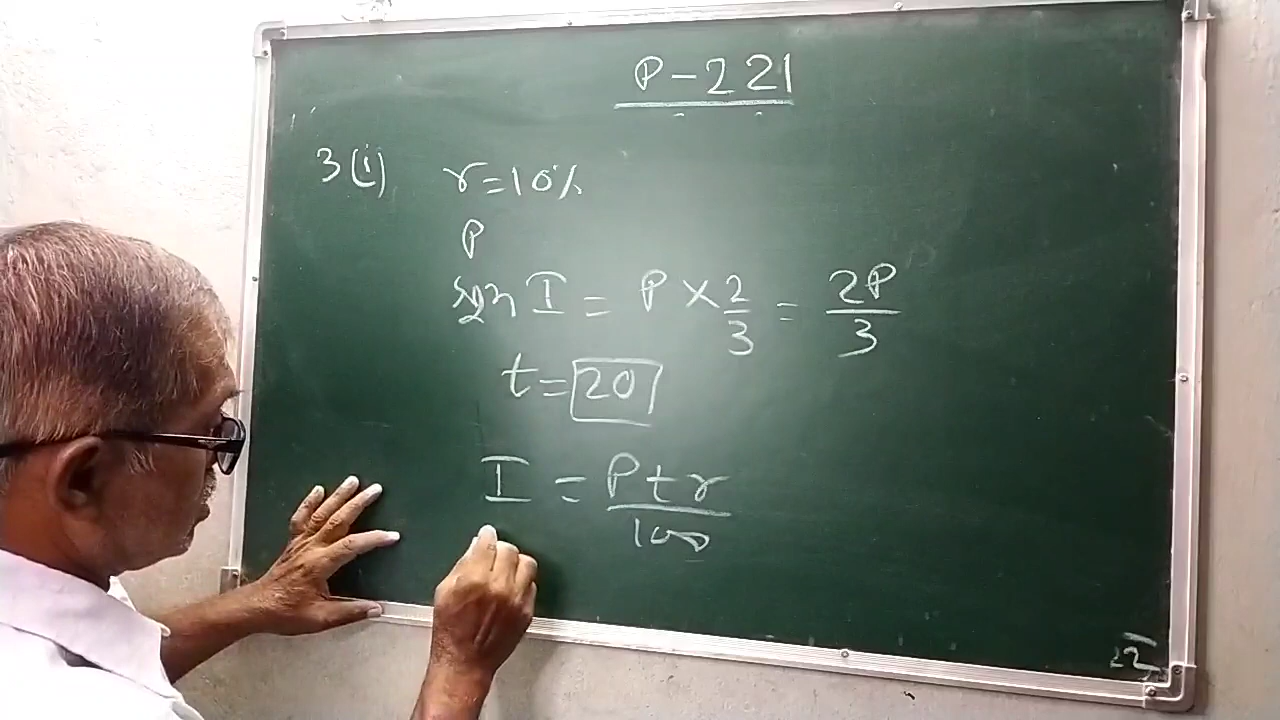 P-221
3(i) r=10%
P
সুদ I = P × 2/3 = 2P/3
t = 20
I = Ptr/100